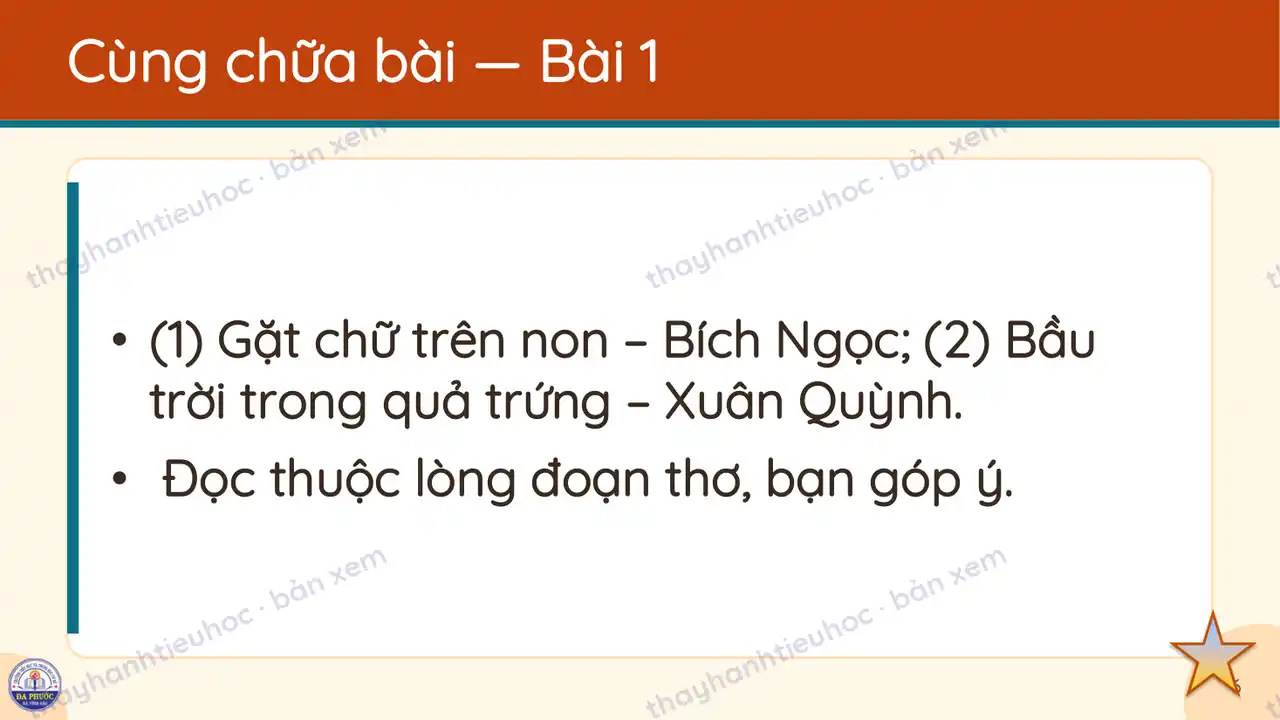 Cùng chữa bài — Bài 1
• (1) Gặt chữ trên non – Bích Ngọc; (2) Bầu
trời trong quả trứng – Xuân Quỳnh.
• Đọc thuộc lòng đoạn thơ, bạn góp ý.
thayhanhtieuhoc · bản xem
thayhanhtieuhoc · bản xem
thayhanhtieuhoc · bản xem
thayhanhtieuhoc · bản xem
ĐA PHƯỚC